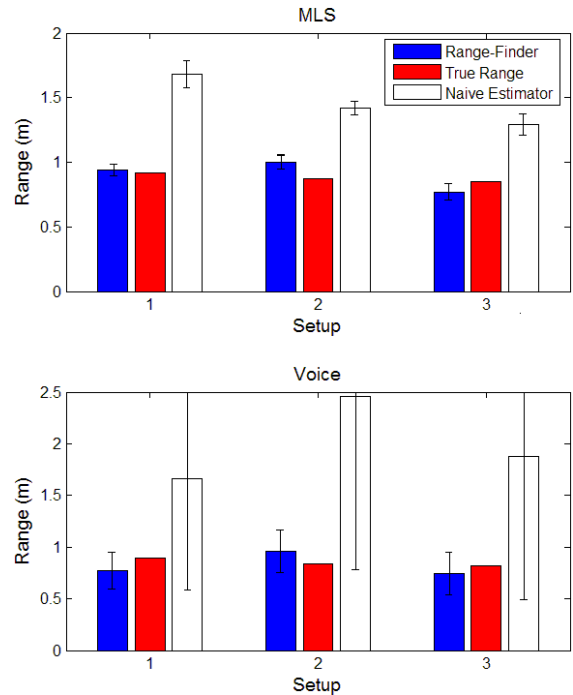 MLS
2
1.5
1
0.5
0
Range (m)
Range-Finder
True Range
Naive Estimator
1 2 3
Setup
Voice
2.5
2
1.5
1
0.5
0
Range (m)
1 2 3
Setup